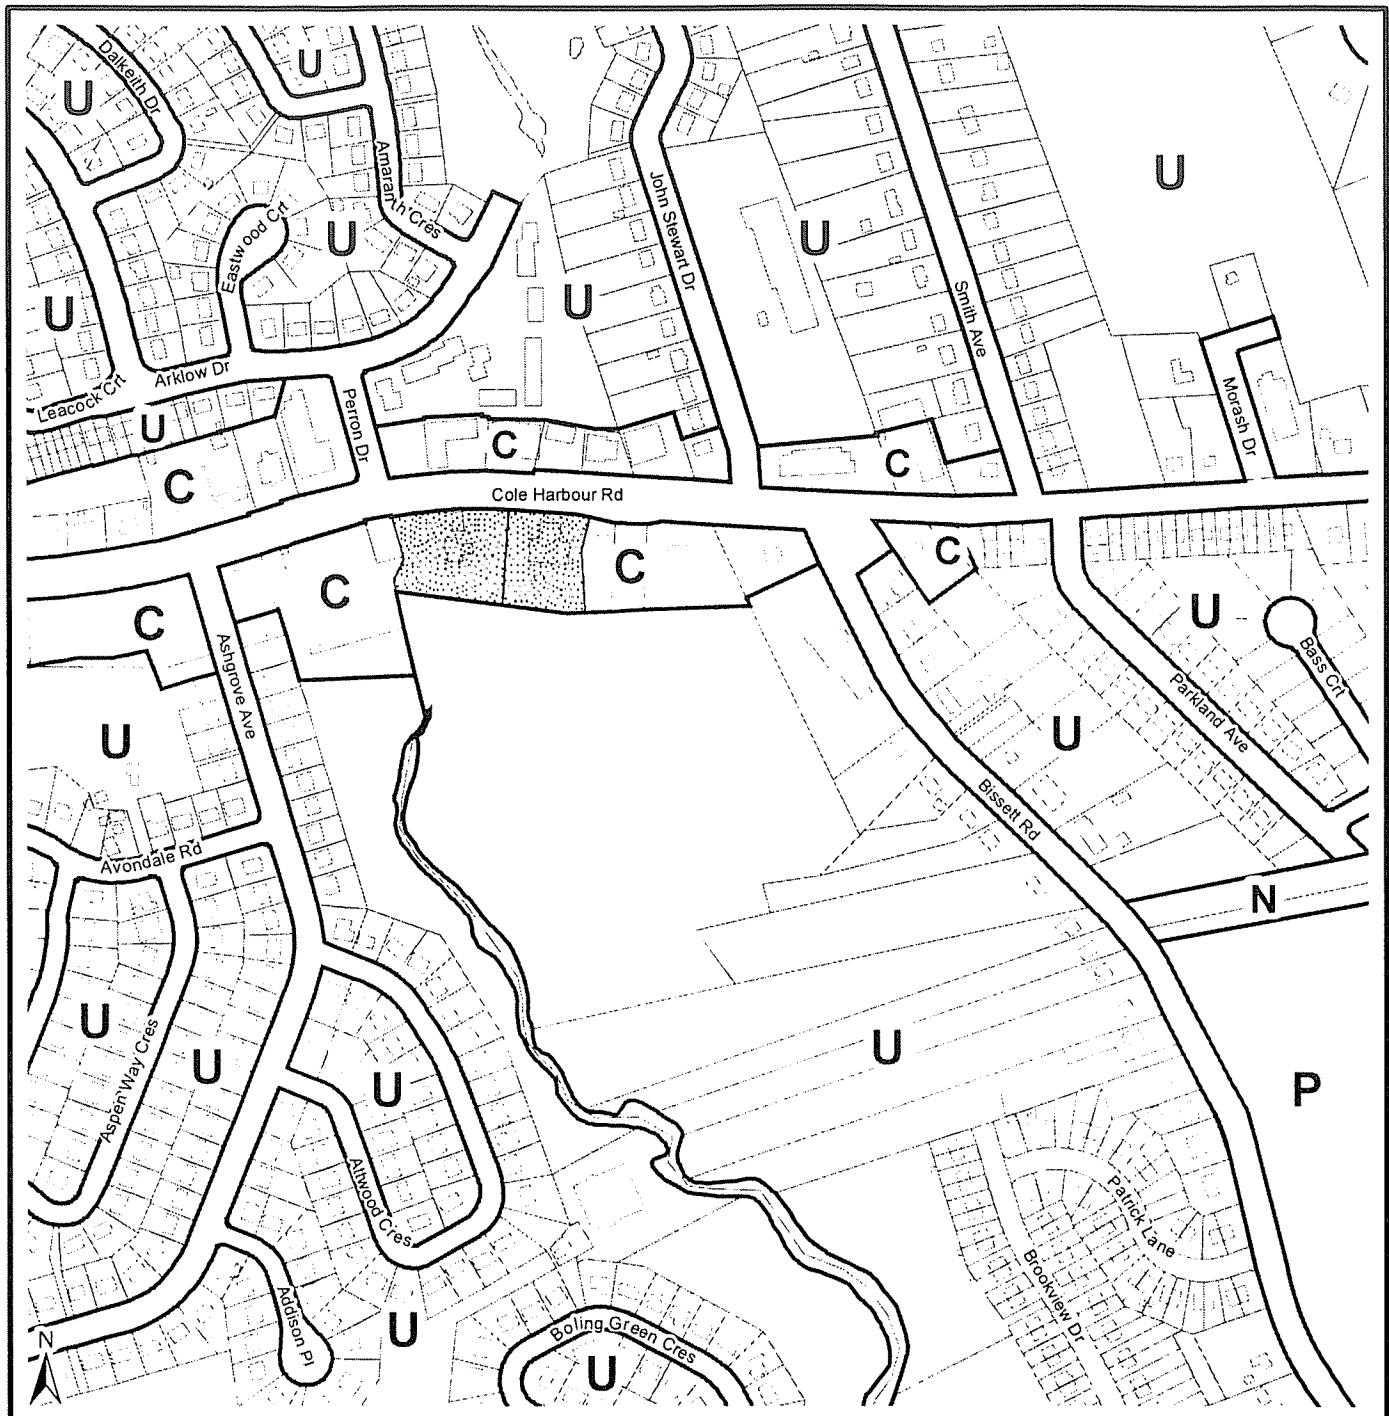 Dalkeith Dr
U
U
Amaranth Cres
John Stewart Dr
U
Eastwood Crt
U
U
U
U
Smith Ave
Arklow Dr
Leacock Crt
Perron Dr
Morash Dr
U
C
C
C
Cole Harbour Rd
C
C
C
C
U
Bass Crt
Ashgrove Ave
Parkland Ave
U
U
Bissett Rd
Avondale Rd
N
U
Aspen Way Cres
U
U
U
P
Attwood Cres
Patrick Lane
Brookview Dr
Addison Pl
U
N
Boling Green Cres
U